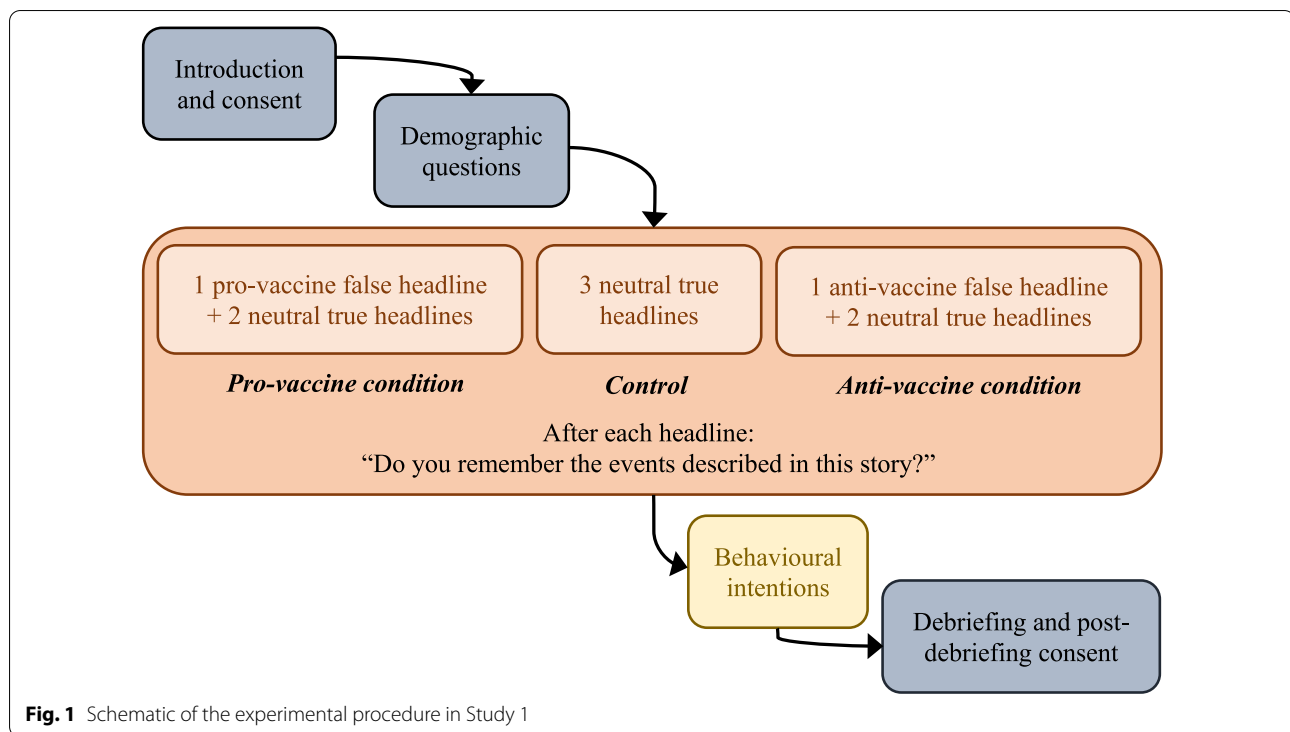 Introduction
and consent
Demographic
questions
1 pro-vaccine false headline
+ 2 neutral true headlines
3 neutral true
headlines
1 anti-vaccine false headline
+ 2 neutral true headlines
Pro-vaccine condition
Control
Anti-vaccine condition
After each headline:
“Do you remember the events described in this story?”
Behavioural
intentions
Debriefing and post-
debriefing consent
Fig. 1 Schematic of the experimental procedure in Study 1